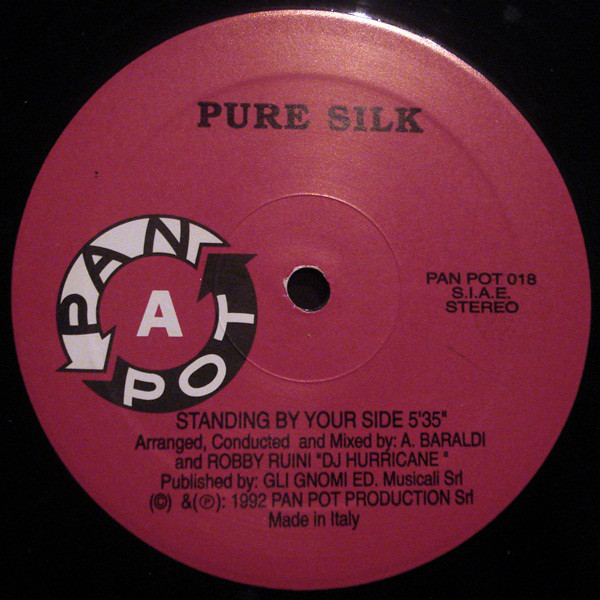 PURE SILK
PAN
A
POT
PAN POT 018
S.I.A.E.
STEREO
STANDING BY YOUR SIDE 5'35"
Arranged, Conducted and Mixed by: A. BARALDI
and ROBBY RUINI "DJ HURRICANE "
Published by: GLI GNOMI ED. Musicali Srl
(©) &(℗): 1992 PAN POT PRODUCTION Srl
Made in Italy